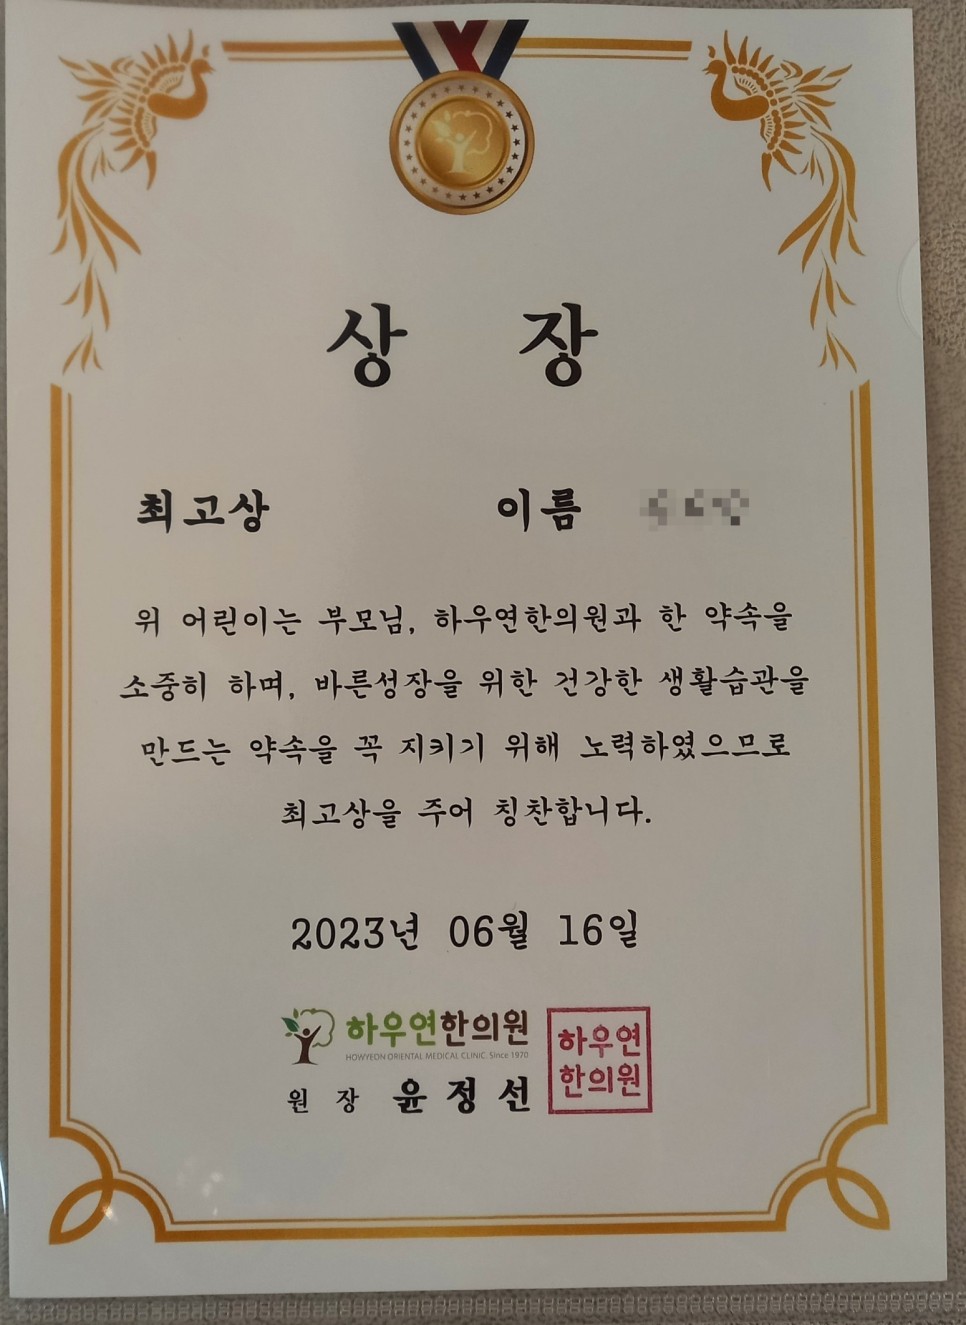 상 장
최고상 이름
위 어린이는 부모님, 하우연한의원과 한 약속을
소중히 하며, 바른성장을 위한 건강한 생활습관을
만드는 약속을 꼭 지키기 위해 노력하였으므로
최고상을 주어 칭찬합니다.
2023년 06월 16일
하우연한의원
HOWYEON ORIENTAL MEDICAL CLINIC. Since 1970
원 장 윤 정 선
하우연
한의원